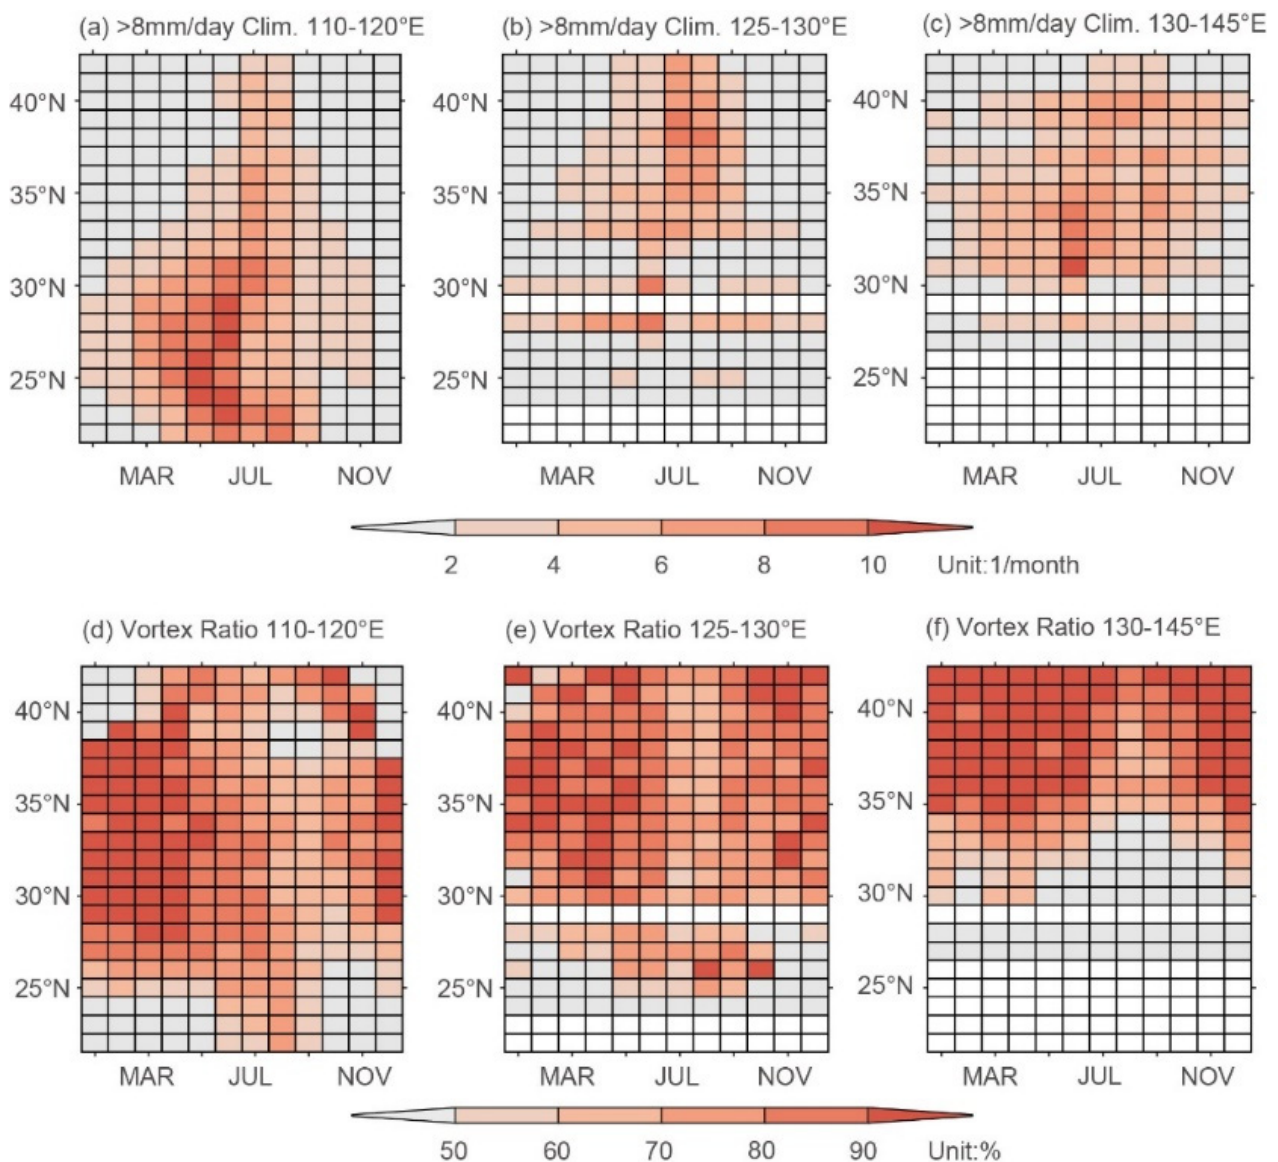 (a) >8mm/day Clim. 110-120°E
(b) >8mm/day Clim. 125-130°E
(c) >8mm/day Clim. 130-145°E
40°N
35°N
30°N
25°N
MAR JUL NOV
40°N
35°N
30°N
25°N
MAR JUL NOV
40°N
35°N
30°N
25°N
MAR JUL NOV
2 4 6 8 10 Unit:1/month
(d) Vortex Ratio 110-120°E
(e) Vortex Ratio 125-130°E
(f) Vortex Ratio 130-145°E
40°N
35°N
30°N
25°N
MAR JUL NOV
40°N
35°N
30°N
25°N
MAR JUL NOV
40°N
35°N
30°N
25°N
MAR JUL NOV
50 60 70 80 90 Unit:%